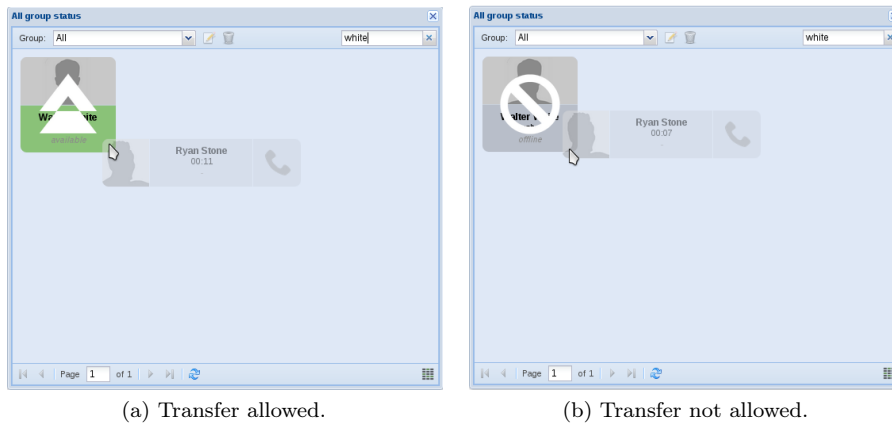 All group status
Group: All white
available
Ryan Stone
00:11
Page 1 of 1
(a) Transfer allowed.
All group status
Group: All white
offline
Ryan Stone
00:07
Page 1 of 1
(b) Transfer not allowed.